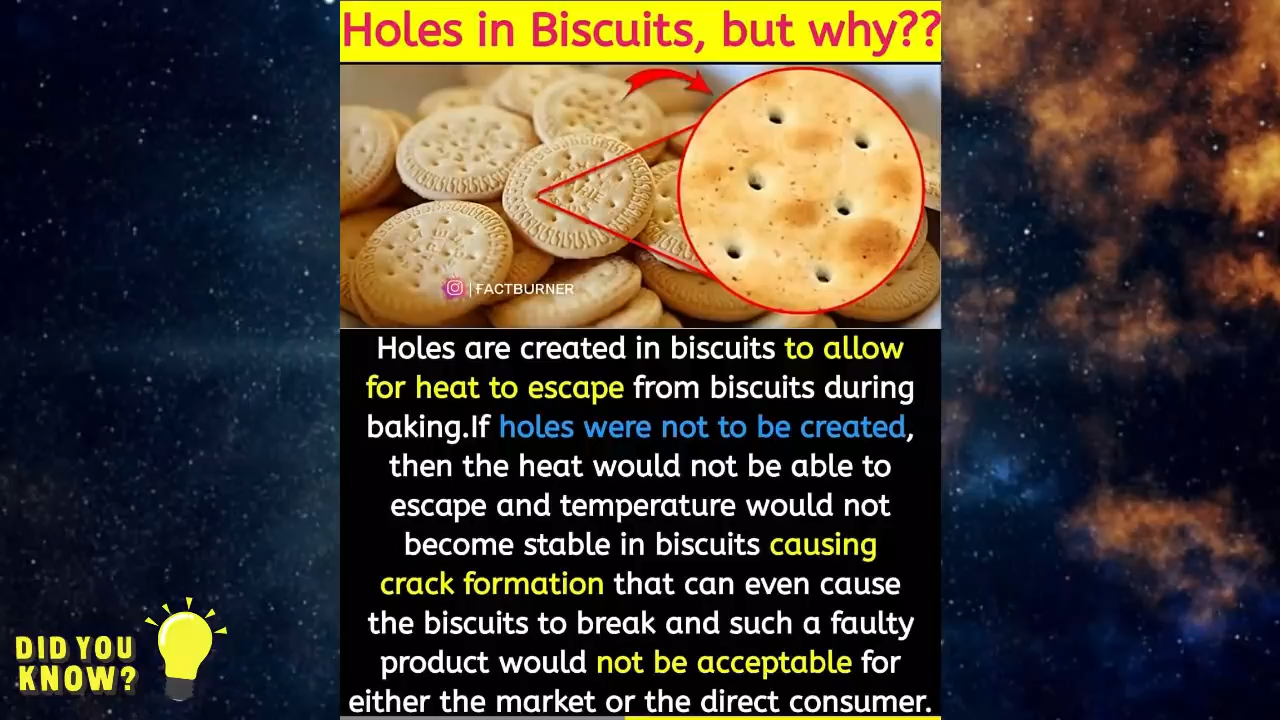 Holes in Biscuits, but why??
| FACTBURNER
Holes are created in biscuits to allow
for heat to escape from biscuits during
baking.If holes were not to be created,
then the heat would not be able to
escape and temperature would not
become stable in biscuits causing
crack formation that can even cause
the biscuits to break and such a faulty
product would not be acceptable for
either the market or the direct consumer.
DID YOU
KNOW?